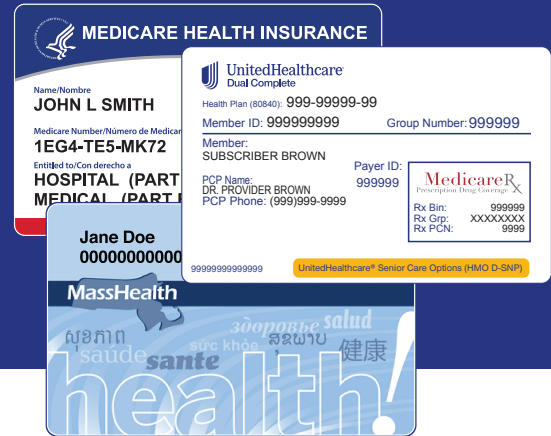 MEDICARE HEALTH INSURANCE
Name/Nombre
JOHN L SMITH
Medicare Number/Número de Medicar
1EG4-TE5-MK72
Entitled to/Con derecho a
HOSPITAL (PART
MEDICAL (PART
UnitedHealthcare®
Dual Complete
Health Plan (80840): 999-99999-99
Member ID: 999999999 Group Number: 999999
Member:
SUBSCRIBER BROWN
PCP Name:
DR. PROVIDER BROWN
PCP Phone: (999)999-9999
Payer ID:
999999
MedicareRx
Prescription Drug Coverage
Rx Bin: 999999
Rx Grp: XXXXXXXX
Rx PCN: 9999
99999999999999
UnitedHealthcare® Senior Care Options (HMO D-SNP)
Jane Doe
00000000000
MassHealth
здоровье salud
សុខភាព sức khỏe ສຸຂພາບ 健康
saúde sante
health!